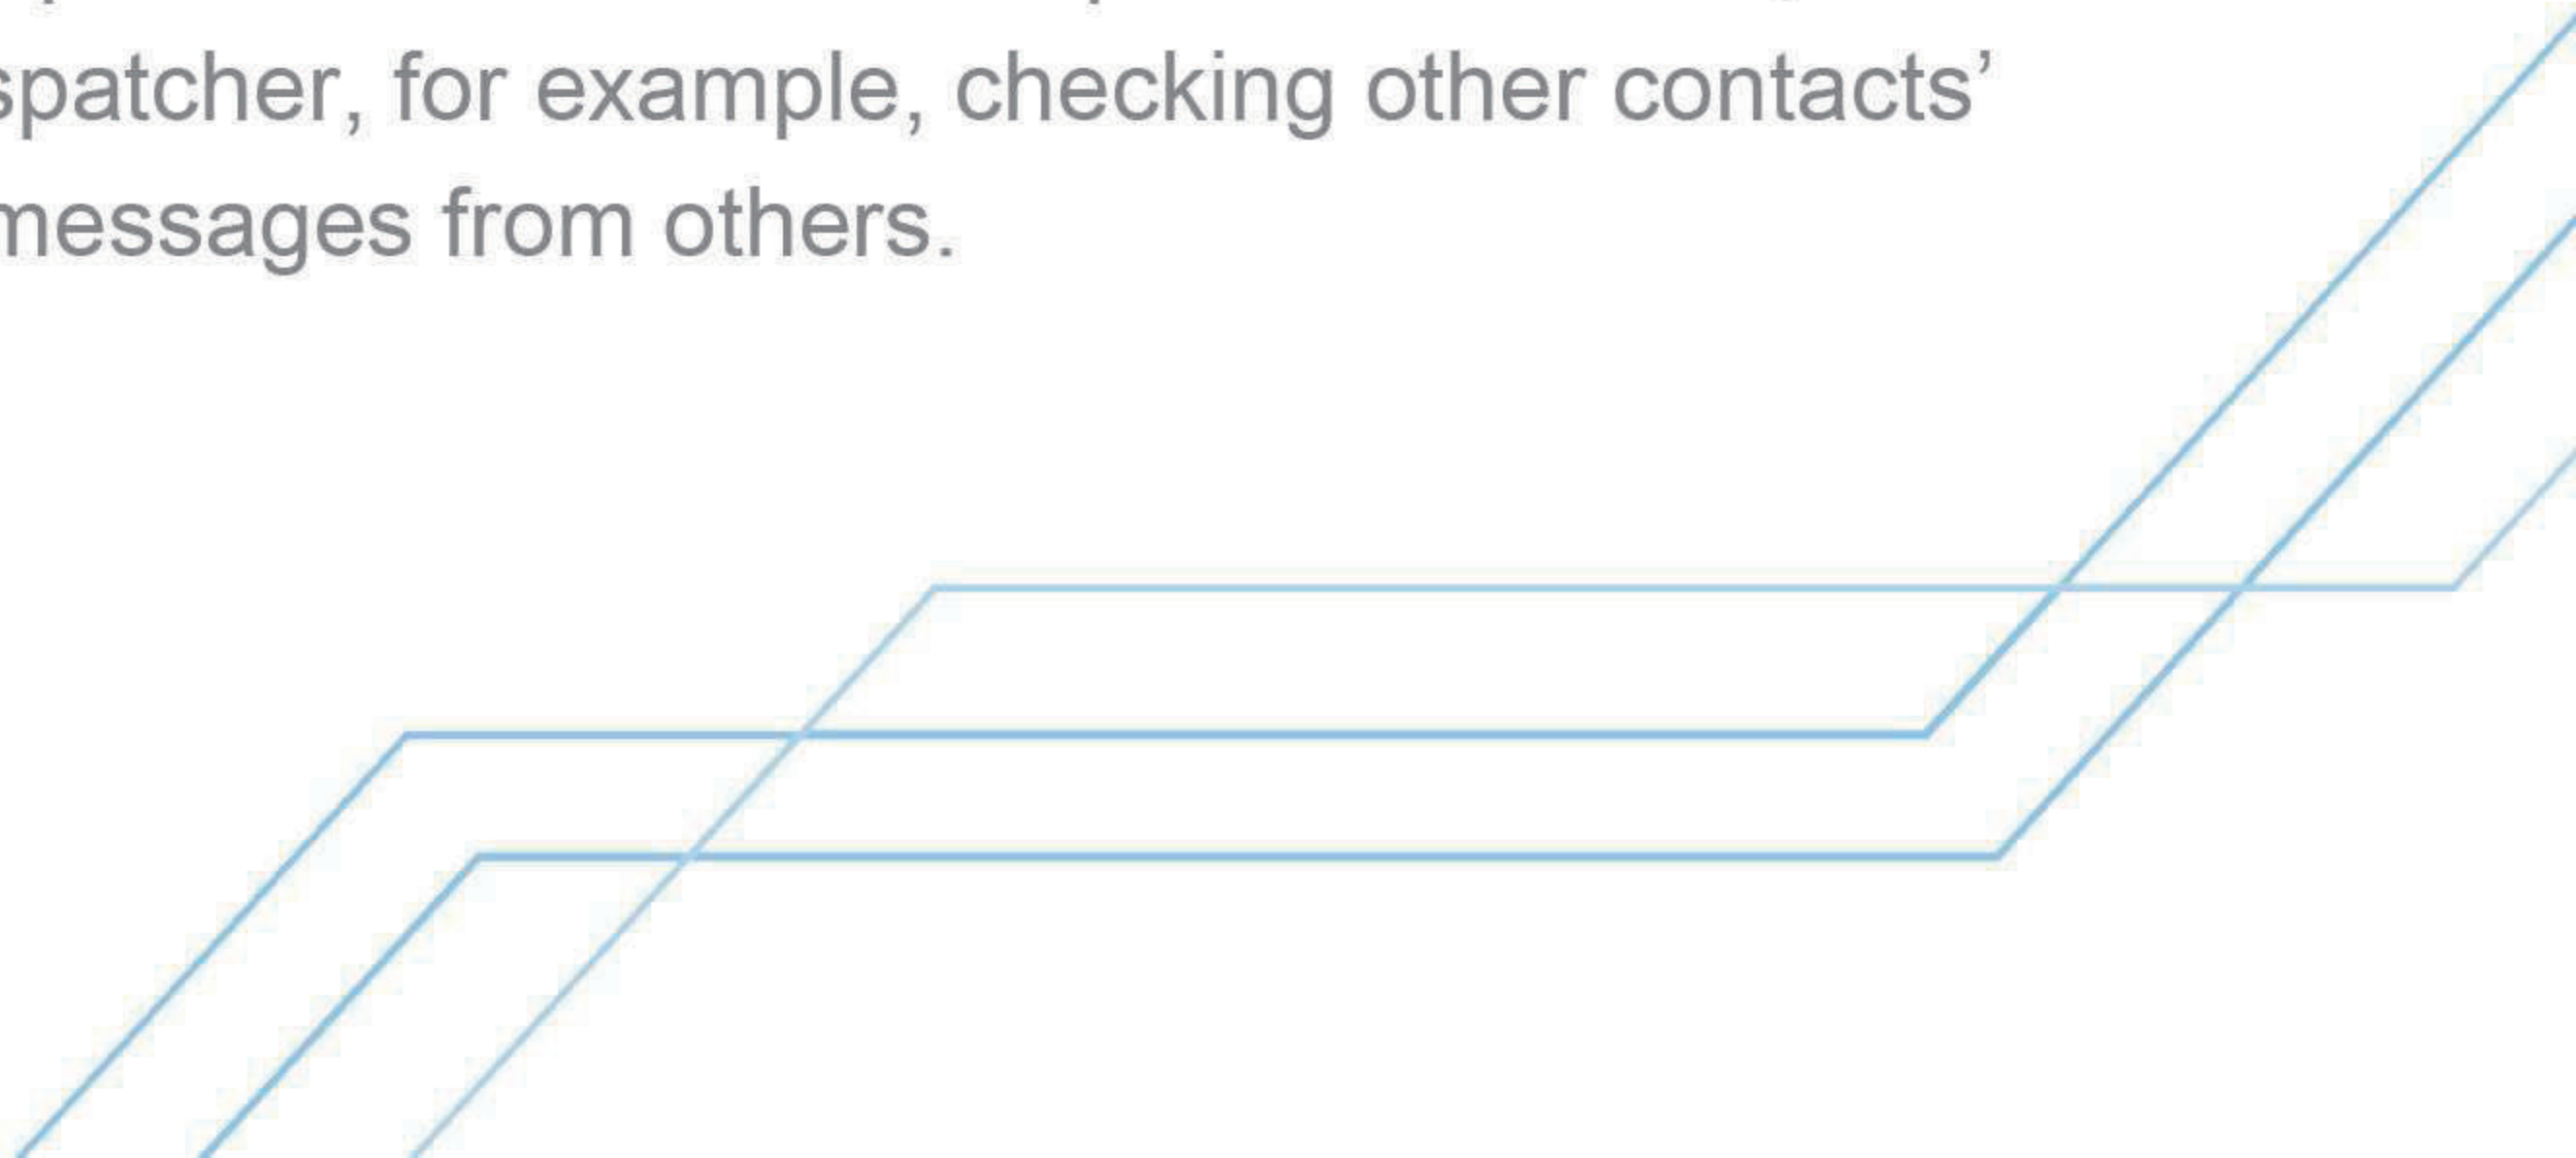 spatcher, for example, checking other contacts’
messages from others.